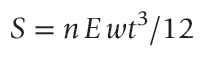 S = n E wt³/12